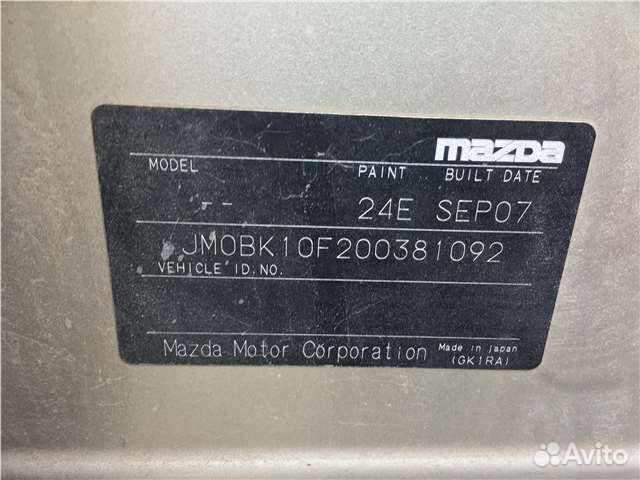 mazda
MODEL PAINT BUILT DATE
-- 24E SEP07
JM0BK10F200381092
VEHICLE ID.NO.
Mazda Motor Corporation Made in Japan
(GK1RA)
Avito